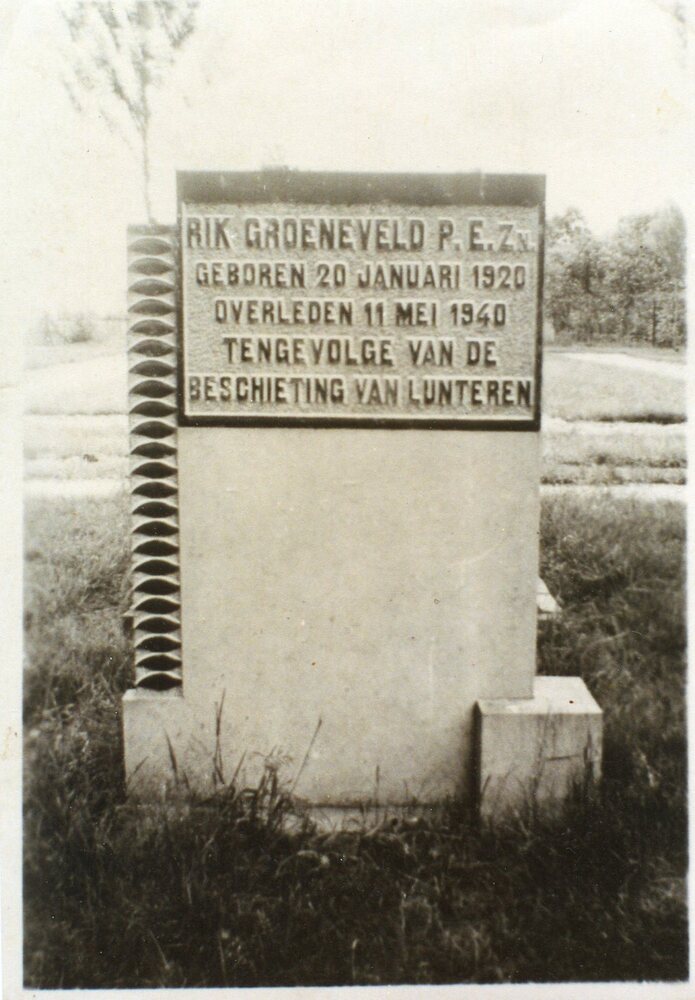 RIK GROENEVELD P. E. ZN.
GEBOREN 20 JANUARI 1920
OVERLEDEN 11 MEI 1940
TENGEVOLGE VAN DE
BESCHIETING VAN LUNTEREN